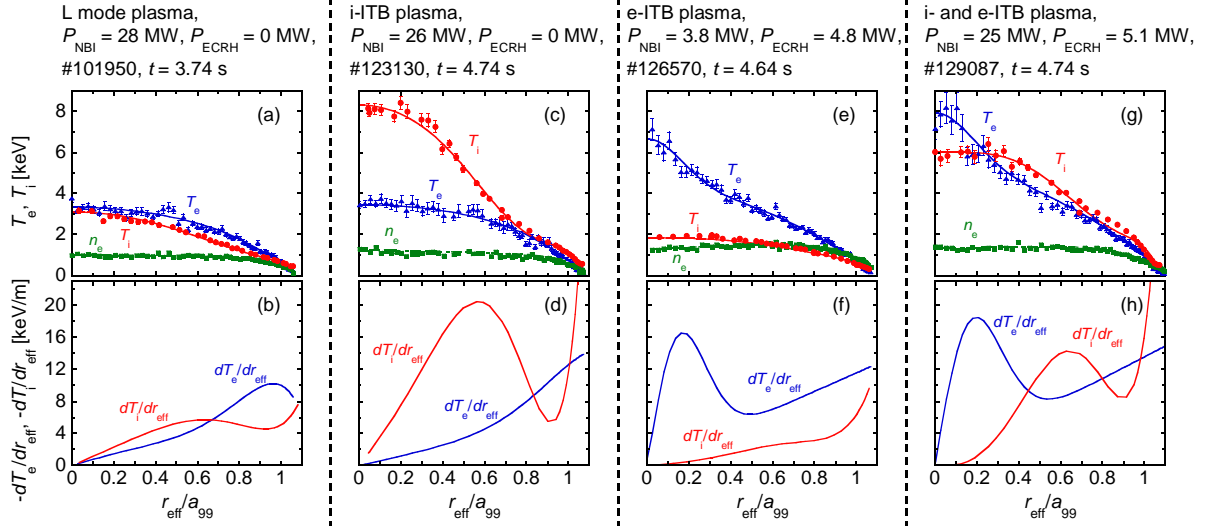 L mode plasma,
P_NBI = 28 MW, P_ECRH = 0 MW,
#101950, t = 3.74 s
i-ITB plasma,
P_NBI = 26 MW, P_ECRH = 0 MW,
#123130, t = 4.74 s
e-ITB plasma,
P_NBI = 3.8 MW, P_ECRH = 4.8 MW,
#126570, t = 4.64 s
i- and e-ITB plasma,
P_NBI = 25 MW, P_ECRH = 5.1 MW,
#129087, t = 4.74 s
T_e, T_i [keV]
8
6
4
2
0
(a)
T_e
T_i
n_e
(c)
T_i
T_e
n_e
(e)
T_e
T_i
n_e
(g)
T_e
T_i
n_e
-dT_e/dr_eff, -dT_i/dr_eff [keV/m]
20
16
12
8
4
0
(b)
dT_e/dr_eff
dT_i/dr_eff
(d)
dT_i/dr_eff
dT_e/dr_eff
(f)
dT_e/dr_eff
dT_i/dr_eff
(h)
dT_e/dr_eff
dT_i/dr_eff
0 0.2 0.4 0.6 0.8 1
r_eff/a_99
0 0.2 0.4 0.6 0.8 1
r_eff/a_99
0 0.2 0.4 0.6 0.8 1
r_eff/a_99
0 0.2 0.4 0.6 0.8 1
r_eff/a_99